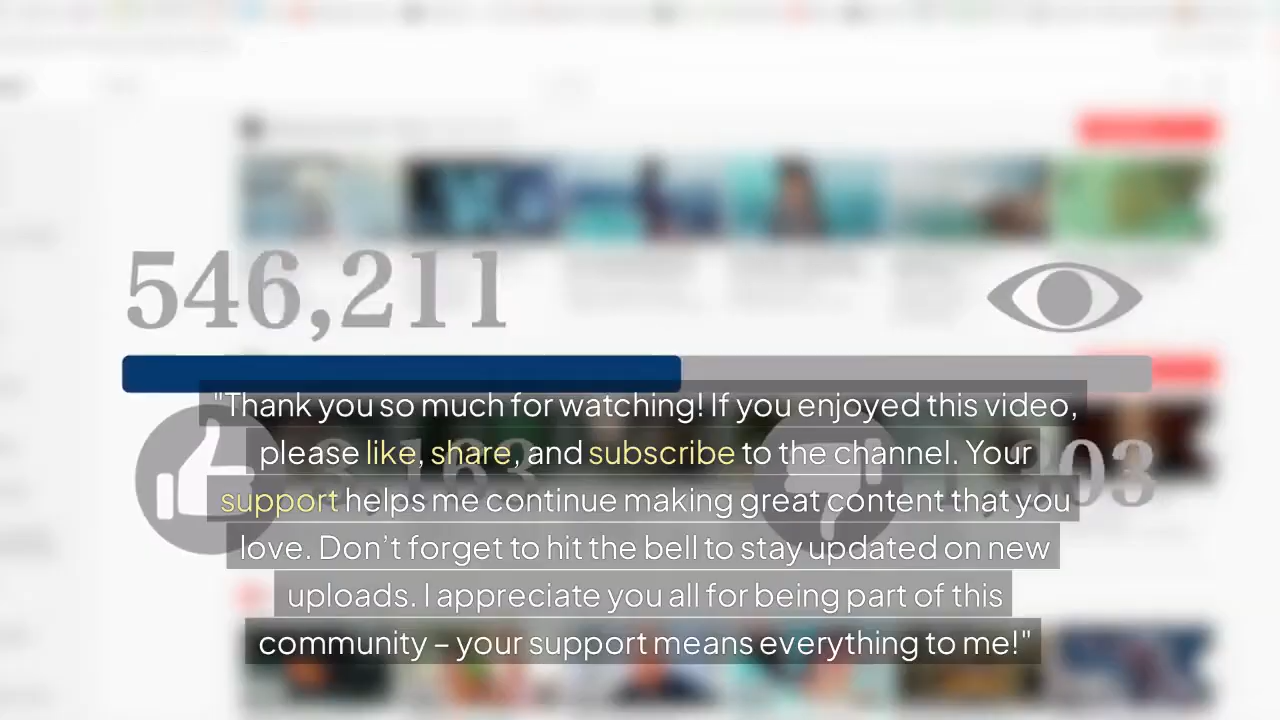 546,211
"Thank you so much for watching! If you enjoyed this video,
please like, share, and subscribe to the channel. Your
support helps me continue making great content that you
love. Don’t forget to hit the bell to stay updated on new
uploads. I appreciate you all for being part of this
community – your support means everything to me!"